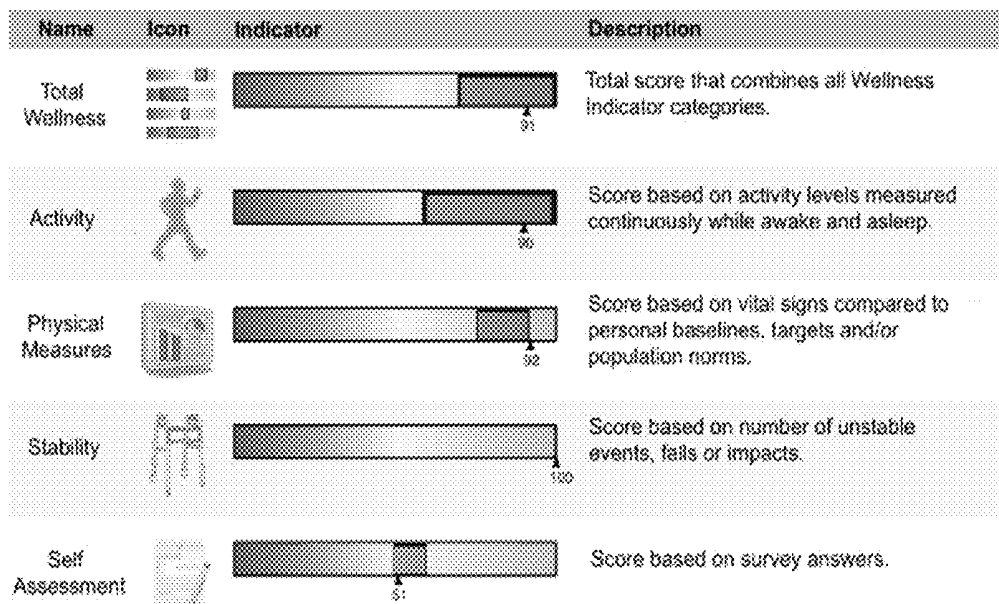 Name Icon Indicator Description
Total Wellness
91
Total score that combines all Wellness
Indicator categories.
Activity
90
Score based on activity levels measured
continuously while awake and asleep.
Physical Measures
92
Score based on vital signs compared to
personal baselines, targets and/or
population norms.
Stability
100
Score based on number of unstable
events, falls or impacts.
Self Assessment
51
Score based on survey answers.